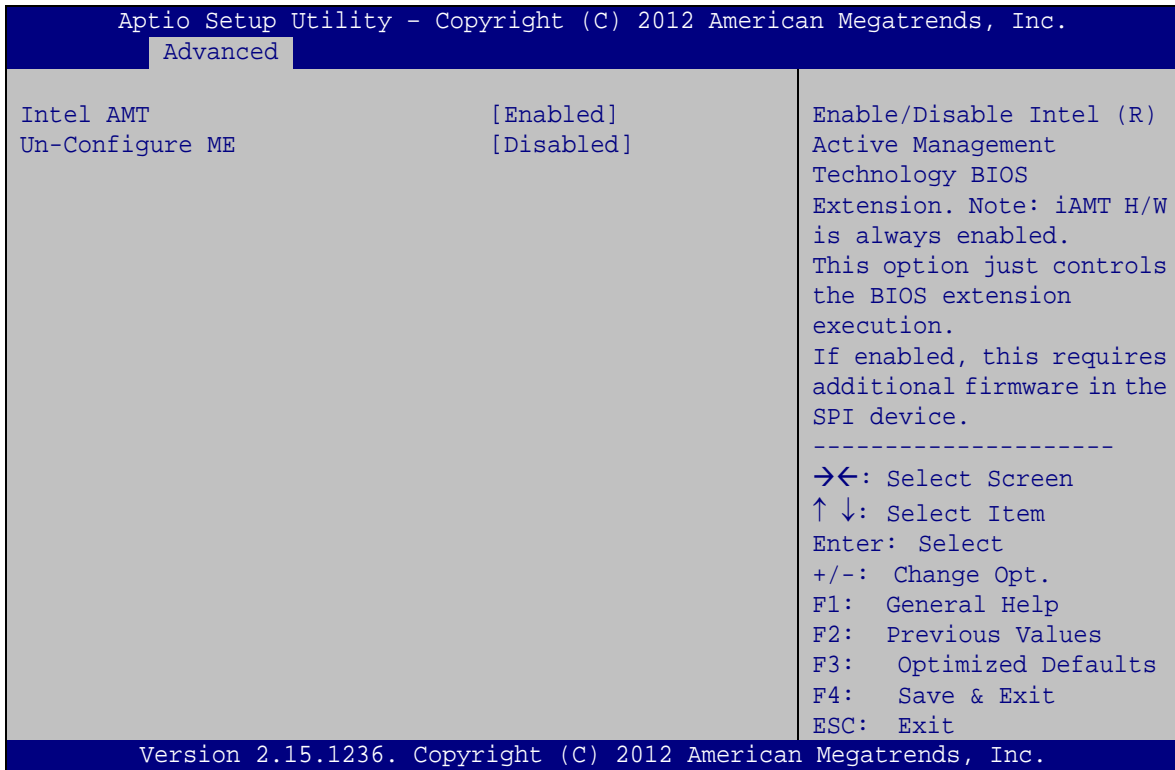 Aptio Setup Utility – Copyright (C) 2012 American Megatrends, Inc.
Advanced
Intel AMT [Enabled]
Un-Configure ME [Disabled]
Enable/Disable Intel (R)
Active Management
Technology BIOS
Extension. Note: iAMT H/W
is always enabled.
This option just controls
the BIOS extension
execution.
If enabled, this requires
additional firmware in the
SPI device.
---------------------
→←: Select Screen
↑ ↓: Select Item
Enter: Select
+/-: Change Opt.
F1: General Help
F2: Previous Values
F3: Optimized Defaults
F4: Save & Exit
ESC: Exit
Version 2.15.1236. Copyright (C) 2012 American Megatrends, Inc.